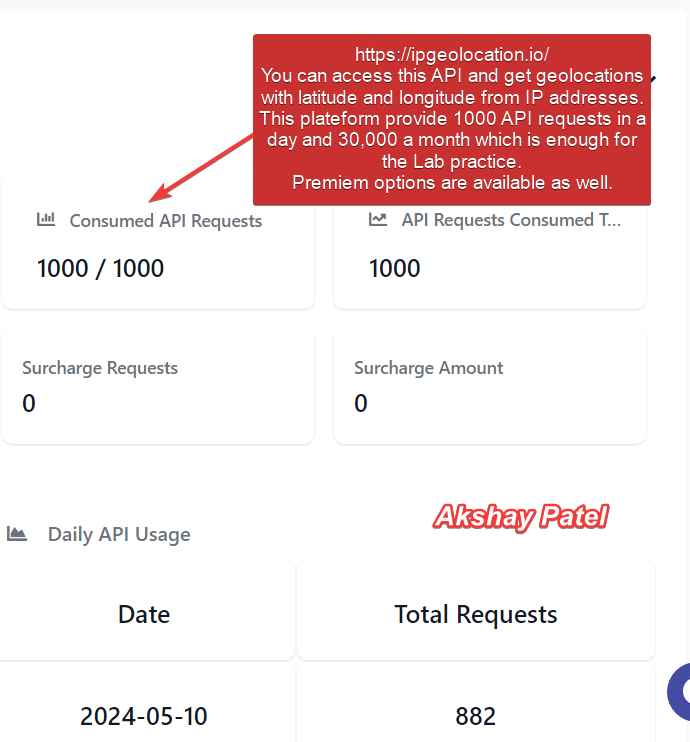 https://ipgeolocation.io/
You can access this API and get geolocations
with latitude and longitude from IP addresses.
This plateform provide 1000 API requests in a
day and 30,000 a month which is enough for
the Lab practice.
Premiem options are available as well.
Consumed API Requests
API Requests Consumed T...
1000 / 1000
1000
Surcharge Requests
Surcharge Amount
0
0
Akshay Patel
Daily API Usage
Date
Total Requests
2024-05-10
882